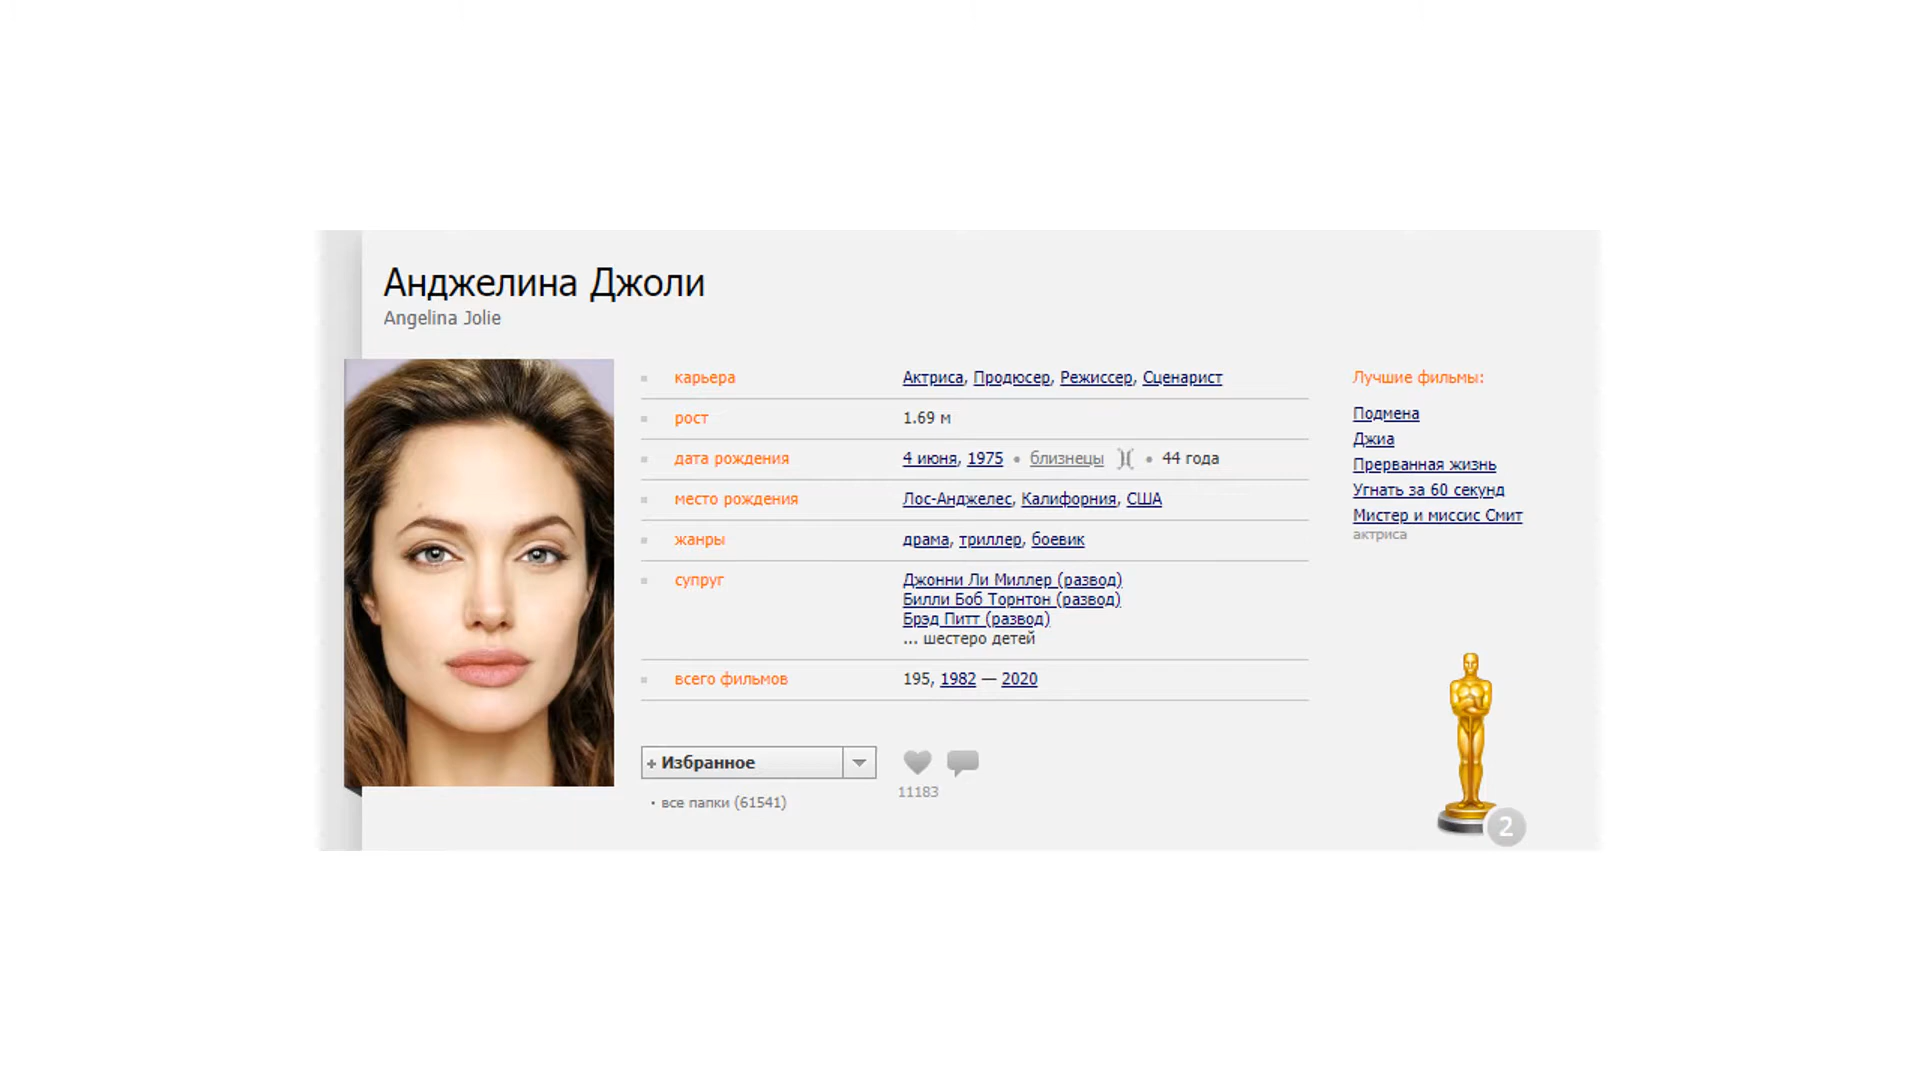 Анджелина Джоли
Angelina Jolie
карьера Актриса, Продюсер, Режиссер, Сценарист
рост 1.69 м
дата рождения 4 июня, 1975 • близнецы • 44 года
место рождения Лос-Анджелес, Калифорния, США
жанры драма, триллер, боевик
супруг Джонни Ли Миллер (развод)
Билли Боб Торнтон (развод)
Брэд Питт (развод)
... шестеро детей
всего фильмов 195, 1982 — 2020
+ Избранное
• все папки (61541)
11183
Лучшие фильмы:
Подмена
Джиа
Прерванная жизнь
Угнать за 60 секунд
Мистер и миссис Смит
актриса
2